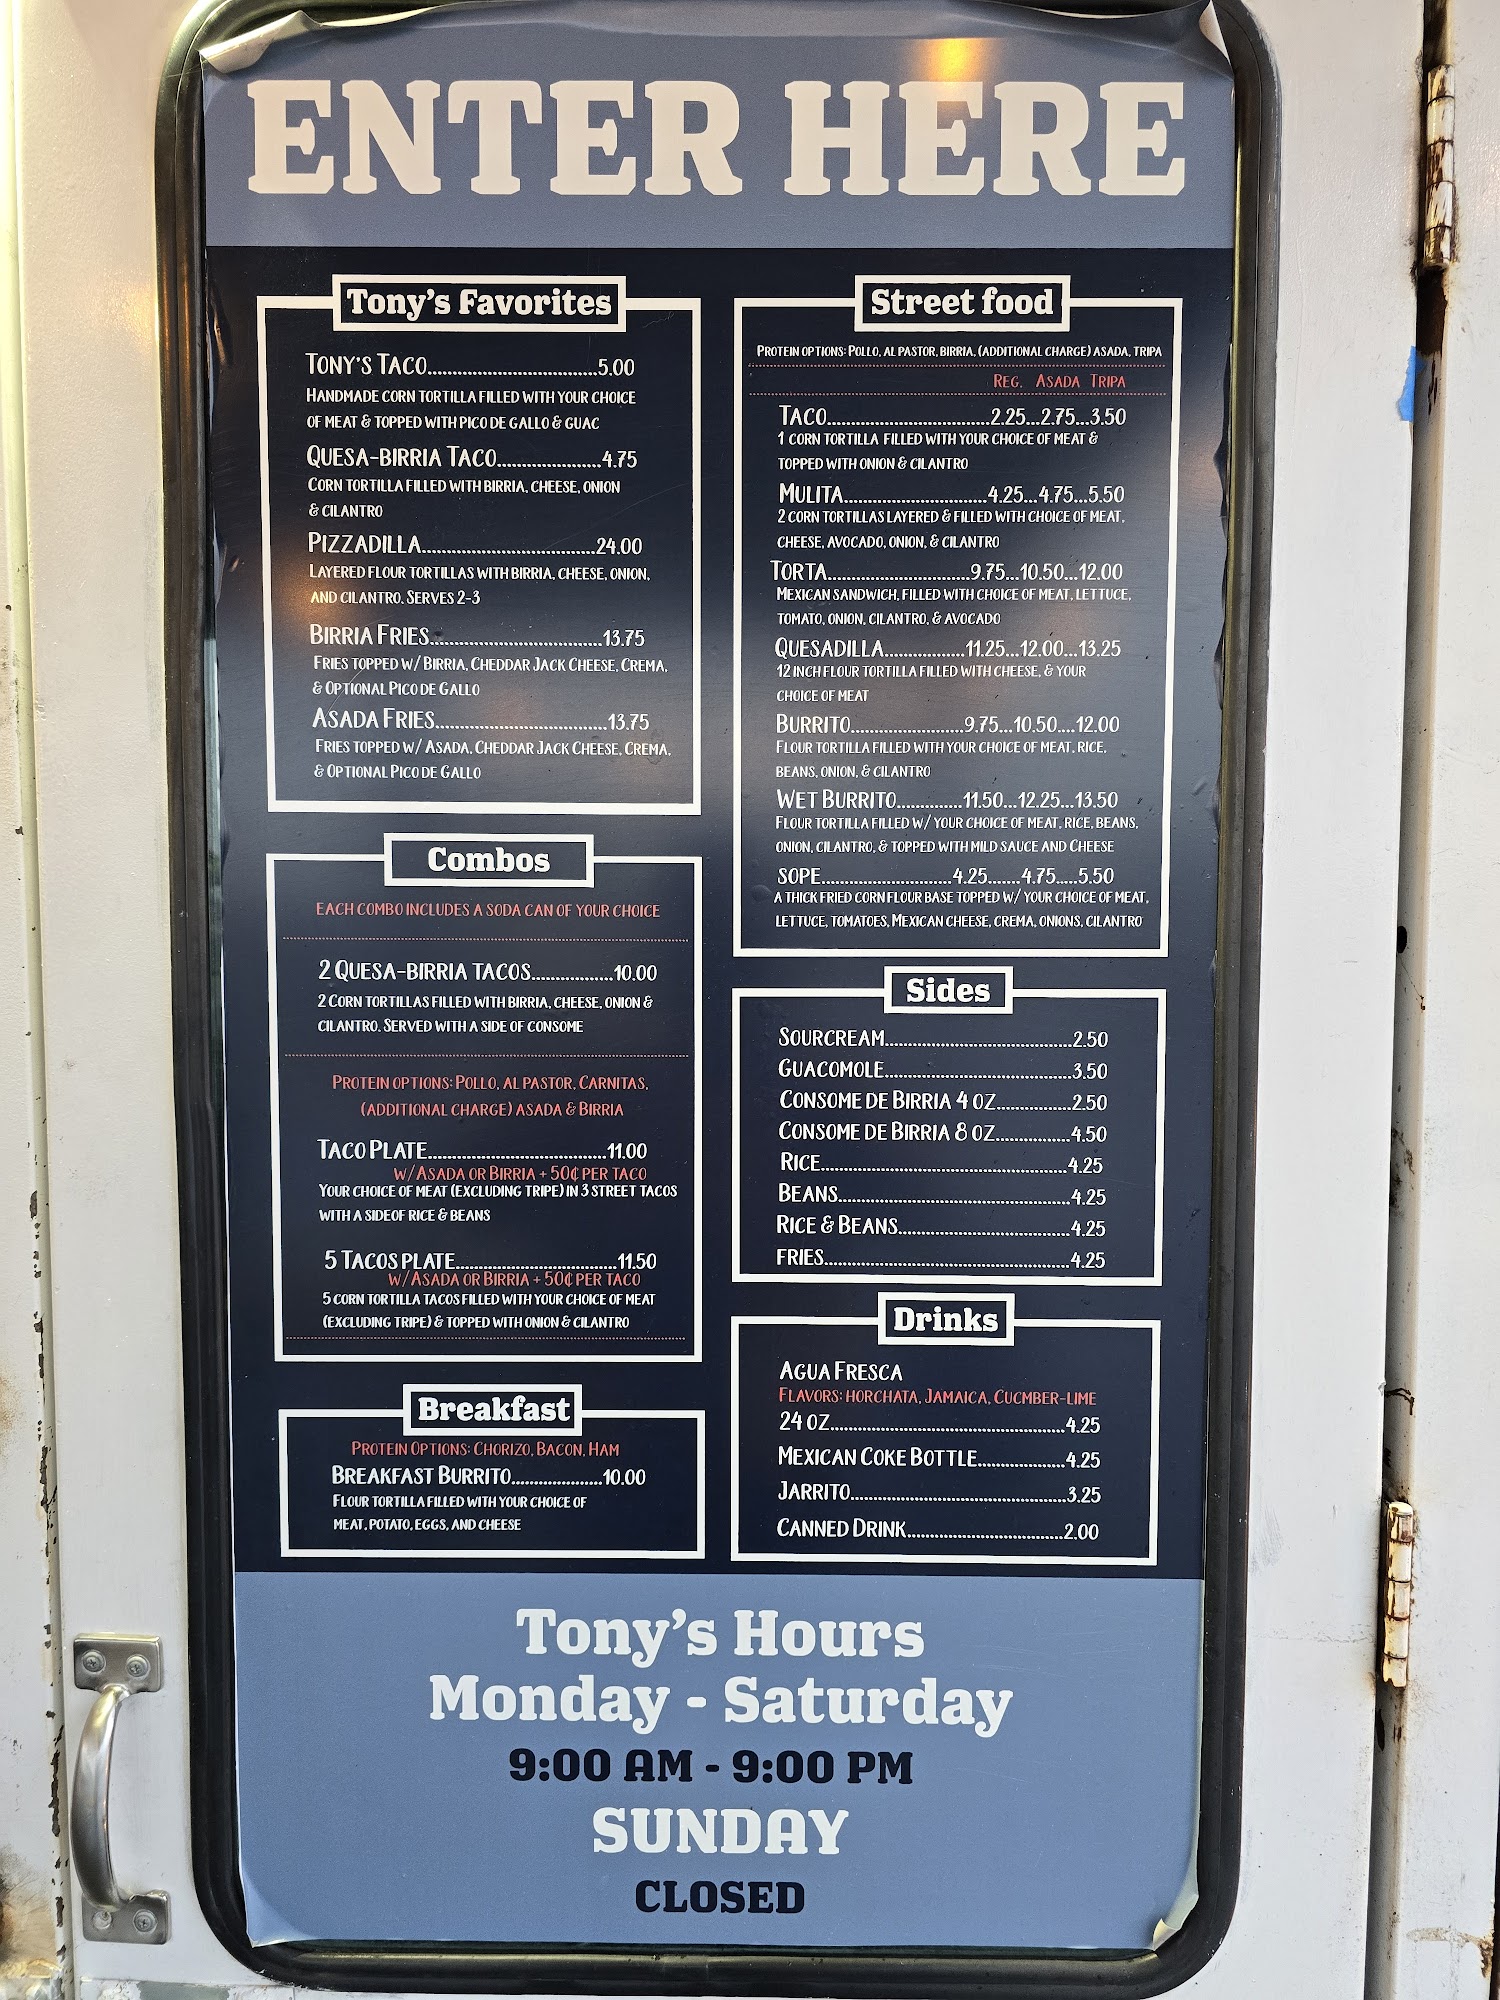 ENTER HERE
Tony's Favorites
TONY'S TACO..............................5.00
HANDMADE CORN TORTILLA FILLED WITH YOUR CHOICE
OF MEAT & TOPPED WITH PICO DE GALLO & GUAC
QUESA-BIRRIA TACO.....................4.75
CORN TORTILLA FILLED WITH BIRRIA, CHEESE, ONION
& CILANTRO
PIZZADILLA...................................24.00
LAYERED FLOUR TORTILLAS WITH BIRRIA, CHEESE, ONION,
AND CILANTRO. SERVES 2-3
BIRRIA FRIES..................................13.75
FRIES TOPPED W/ BIRRIA, CHEDDAR JACK CHEESE, CREMA,
& OPTIONAL PICO DE GALLO
ASADA FRIES..................................13.75
FRIES TOPPED W/ ASADA, CHEDDAR JACK CHEESE, CREMA,
& OPTIONAL PICO DE GALLO
Combos
EACH COMBO INCLUDES A SODA CAN OF YOUR CHOICE
2 QUESA-BIRRIA TACOS................10.00
2 CORN TORTILLAS FILLED WITH BIRRIA, CHEESE, ONION &
CILANTRO. SERVED WITH A SIDE OF CONSOME
PROTEIN OPTIONS: POLLO, AL PASTOR, CARNITAS,
(ADDITIONAL CHARGE) ASADA & BIRRIA
TACO PLATE....................................11.00
W/ASADA OR BIRRIA + 50¢ PER TACO
YOUR CHOICE OF MEAT (EXCLUDING TRIPE) IN 3 STREET TACOS
WITH A SIDEOF RICE & BEANS
5 TACOS PLATE................................11.50
W/ASADA OR BIRRIA + 50¢ PER TACO
5 CORN TORTILLA TACOS FILLED WITH YOUR CHOICE OF MEAT
(EXCLUDING TRIPE) & TOPPED WITH ONION & CILANTRO
Breakfast
PROTEIN OPTIONS: CHORIZO, BACON, HAM
BREAKFAST BURRITO..................10.00
FLOUR TORTILLA FILLED WITH YOUR CHOICE OF
MEAT, POTATO, EGGS, AND CHEESE
Street food
PROTEIN OPTIONS: POLLO, AL PASTOR, BIRRIA, (ADDITIONAL CHARGE) ASADA, TRIPA
REG. ASADA TRIPA
TACO................................2.25...2.75...3.50
1 CORN TORTILLA FILLED WITH YOUR CHOICE OF MEAT &
TOPPED WITH ONION & CILANTRO
MULITA............................4.25...4.75...5.50
2 CORN TORTILLAS LAYERED & FILLED WITH CHOICE OF MEAT,
CHEESE, AVOCADO, ONION, & CILANTRO
TORTA............................9.75...10.50...12.00
MEXICAN SANDWICH, FILLED WITH CHOICE OF MEAT, LETTUCE,
TOMATO, ONION, CILANTRO, & AVOCADO
QUESADILLA................11.25...12.00...13.25
12 INCH FLOUR TORTILLA FILLED WITH CHEESE, & YOUR
CHOICE OF MEAT
BURRITO......................9.75...10.50....12.00
FLOUR TORTILLA FILLED WITH YOUR CHOICE OF MEAT, RICE,
BEANS, ONION, & CILANTRO
WET BURRITO.............11.50...12.25...13.50
FLOUR TORTILLA FILLED W/ YOUR CHOICE OF MEAT, RICE, BEANS,
ONION, CILANTRO, & TOPPED WITH MILD SAUCE AND CHEESE
SOPE..........................4.25.......4.75.....5.50
A THICK FRIED CORN FLOUR BASE TOPPED W/ YOUR CHOICE OF MEAT,
LETTUCE, TOMATOES, MEXICAN CHEESE, CREMA, ONIONS, CILANTRO
Sides
SOURCREAM......................................2.50
GUACOMOLE......................................3.50
CONSOME DE BIRRIA 4 OZ...............2.50
CONSOME DE BIRRIA 8 OZ...............4.50
RICE..................................................4.25
BEANS...............................................4.25
RICE & BEANS...................................4.25
FRIES.................................................4.25
Drinks
AGUA FRESCA
FLAVORS: HORCHATA, JAMAICA, CUCMBER-LIME
24 OZ...............................................4.25
MEXICAN COKE BOTTLE..................4.25
JARRITO............................................3.25
CANNED DRINK................................2.00
Tony's Hours
Monday - Saturday
9:00 AM - 9:00 PM
SUNDAY
CLOSED